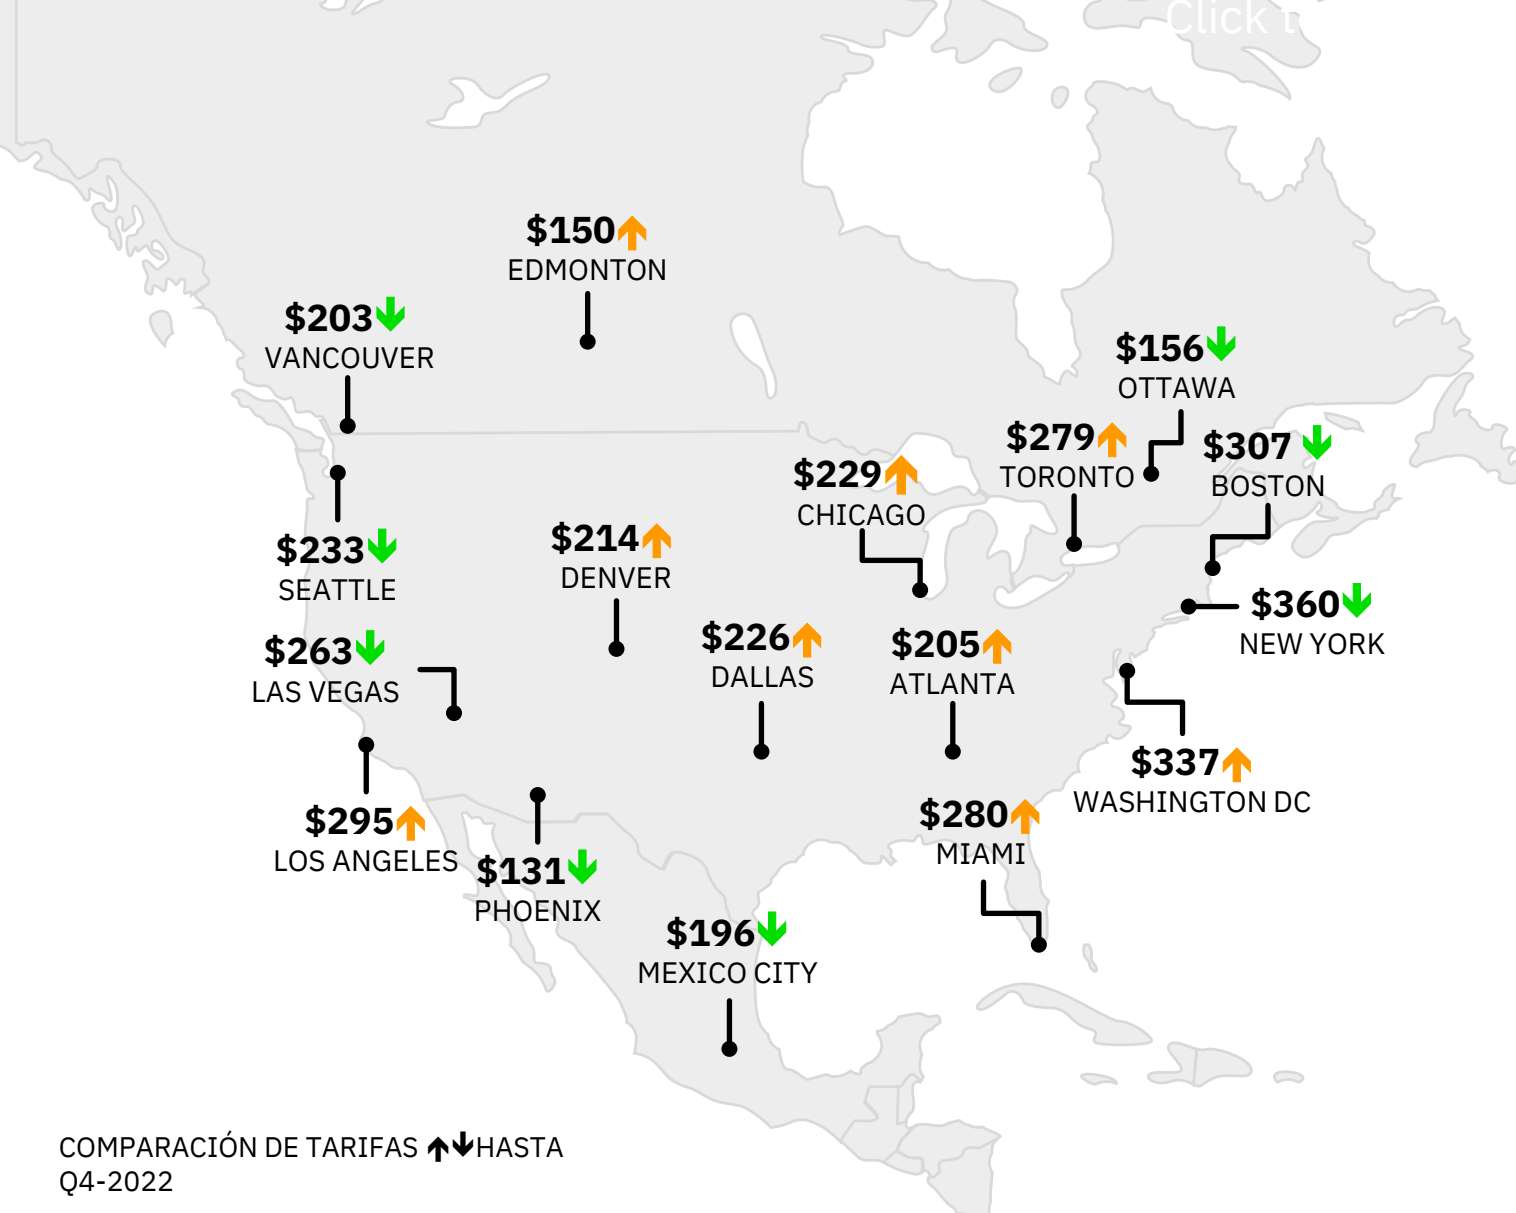 Click t
$150
EDMONTON
$203
VANCOUVER
$156
OTTAWA
$279
TORONTO
$307
BOSTON
$229
CHICAGO
$233
SEATTLE
$214
DENVER
$360
NEW YORK
$263
LAS VEGAS
$226
DALLAS
$205
ATLANTA
$337
WASHINGTON DC
$295
LOS ANGELES
$280
MIAMI
$131
PHOENIX
$196
MEXICO CITY
COMPARACIÓN DE TARIFAS ↑↓HASTA
Q4-2022